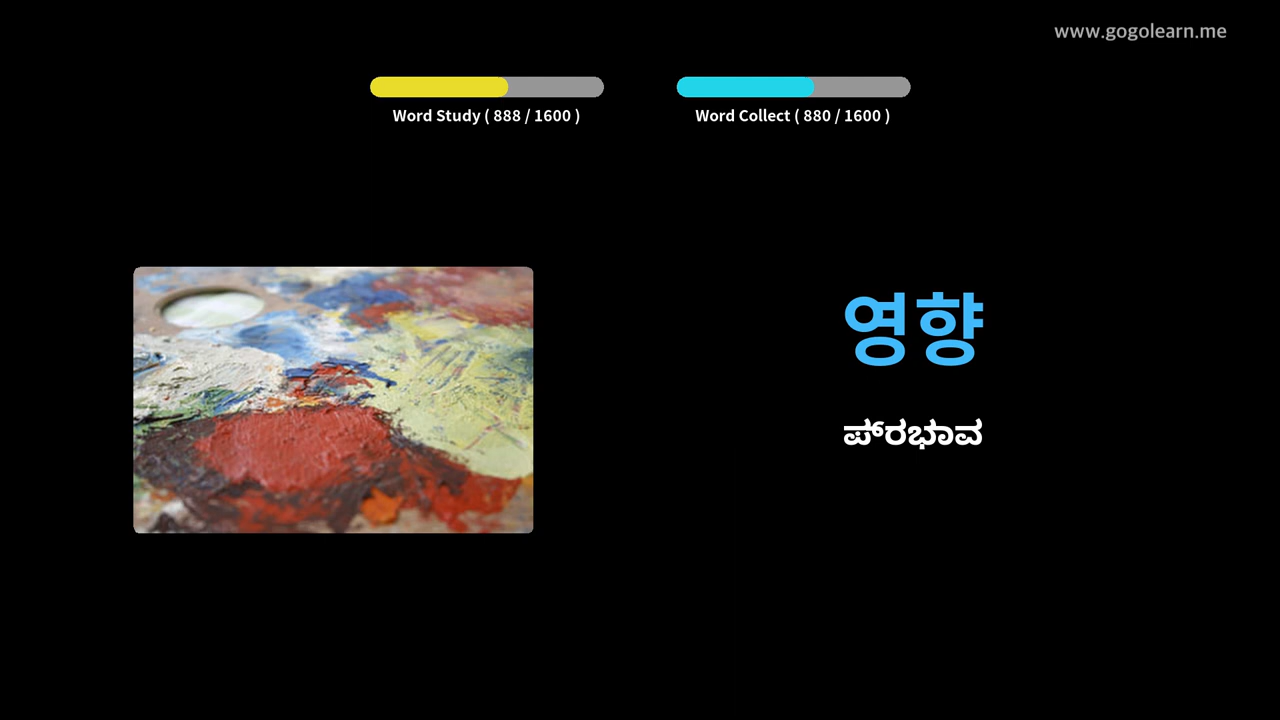 www.gogolearn.me
Word Study ( 888 / 1600 )
Word Collect ( 880 / 1600 )
영향
ಪ್ರಭಾವ